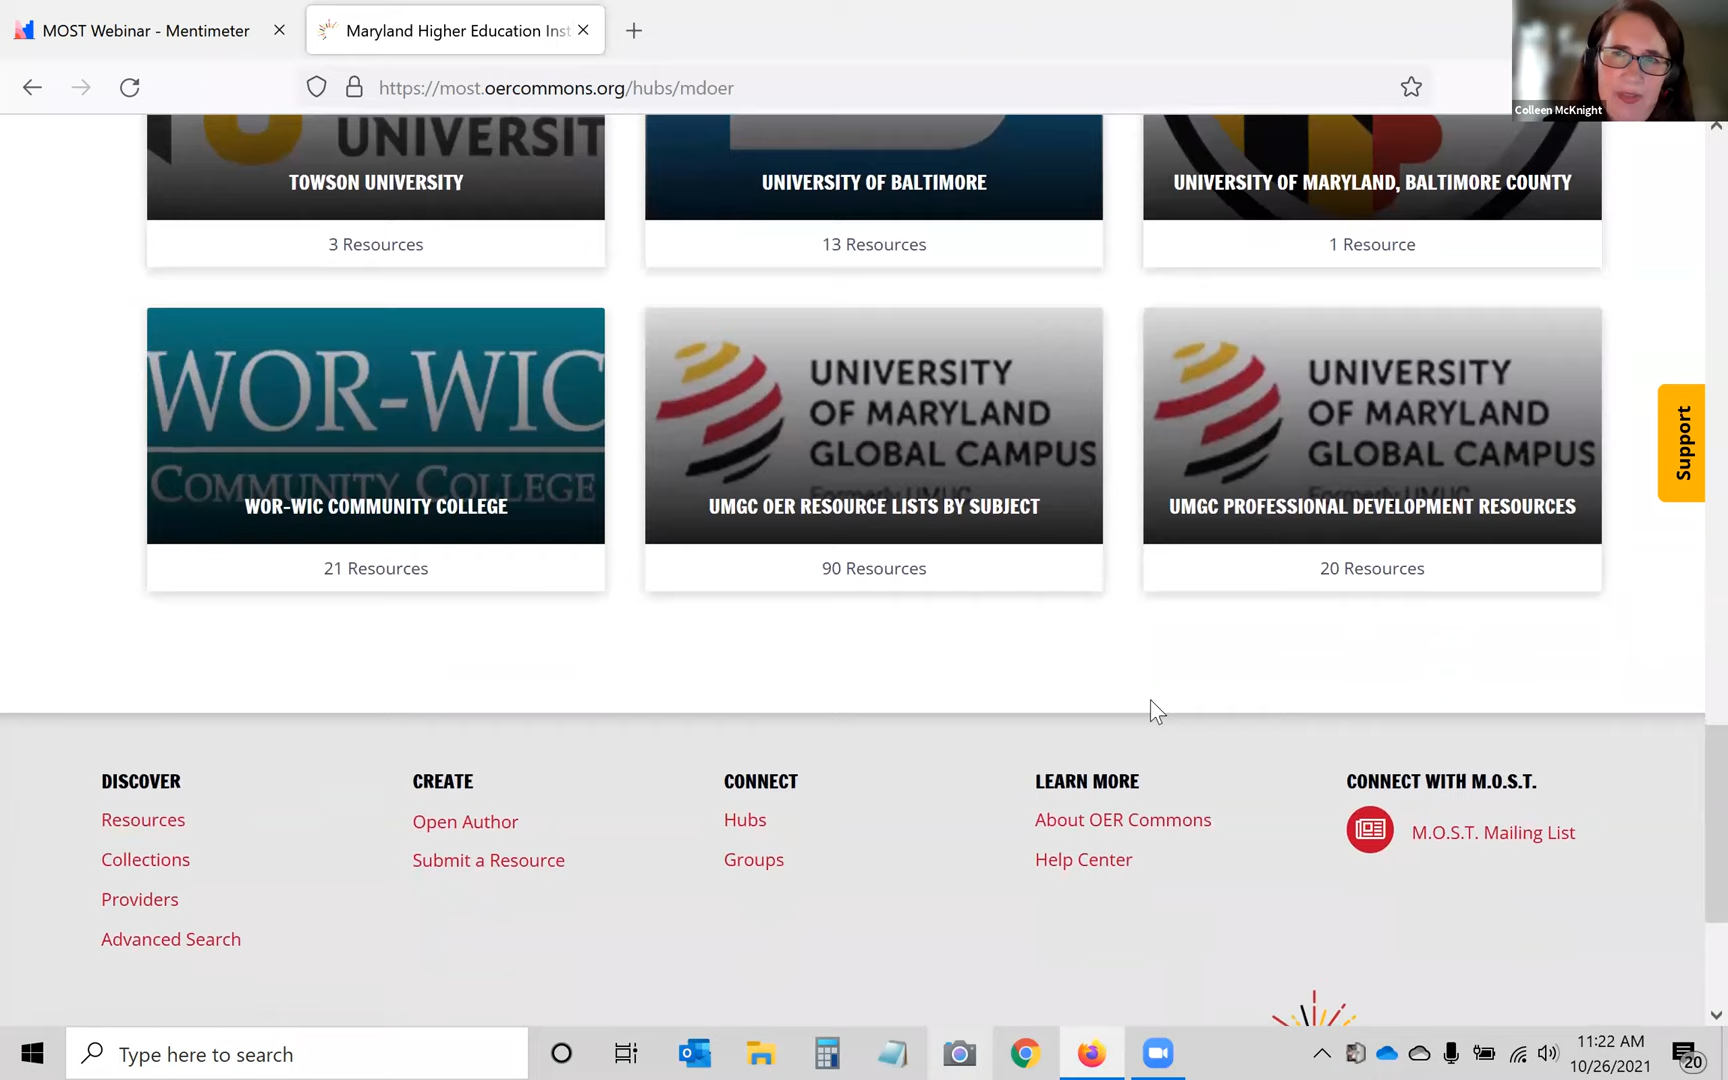 MOST Webinar - Mentimeter
Maryland Higher Education Inst
https://most.oercommons.org/hubs/mdoer
Colleen McKnight
UNIVERSIT
TOWSON UNIVERSITY
UNIVERSITY OF BALTIMORE
UNIVERSITY OF MARYLAND, BALTIMORE COUNTY
3 Resources
13 Resources
1 Resource
WOR-WIC
COMMUNITY COLLEGE
WOR-WIC COMMUNITY COLLEGE
21 Resources
UNIVERSITY
OF MARYLAND
GLOBAL CAMPUS
Formerly UMUC
UMGC OER RESOURCE LISTS BY SUBJECT
90 Resources
UNIVERSITY
OF MARYLAND
GLOBAL CAMPUS
Formerly UMUC
UMGC PROFESSIONAL DEVELOPMENT RESOURCES
20 Resources
Support
DISCOVER
Resources
Collections
Providers
Advanced Search
CREATE
Open Author
Submit a Resource
CONNECT
Hubs
Groups
LEARN MORE
About OER Commons
Help Center
CONNECT WITH M.O.S.T.
M.O.S.T. Mailing List
Type here to search
11:22 AM
10/26/2021
20